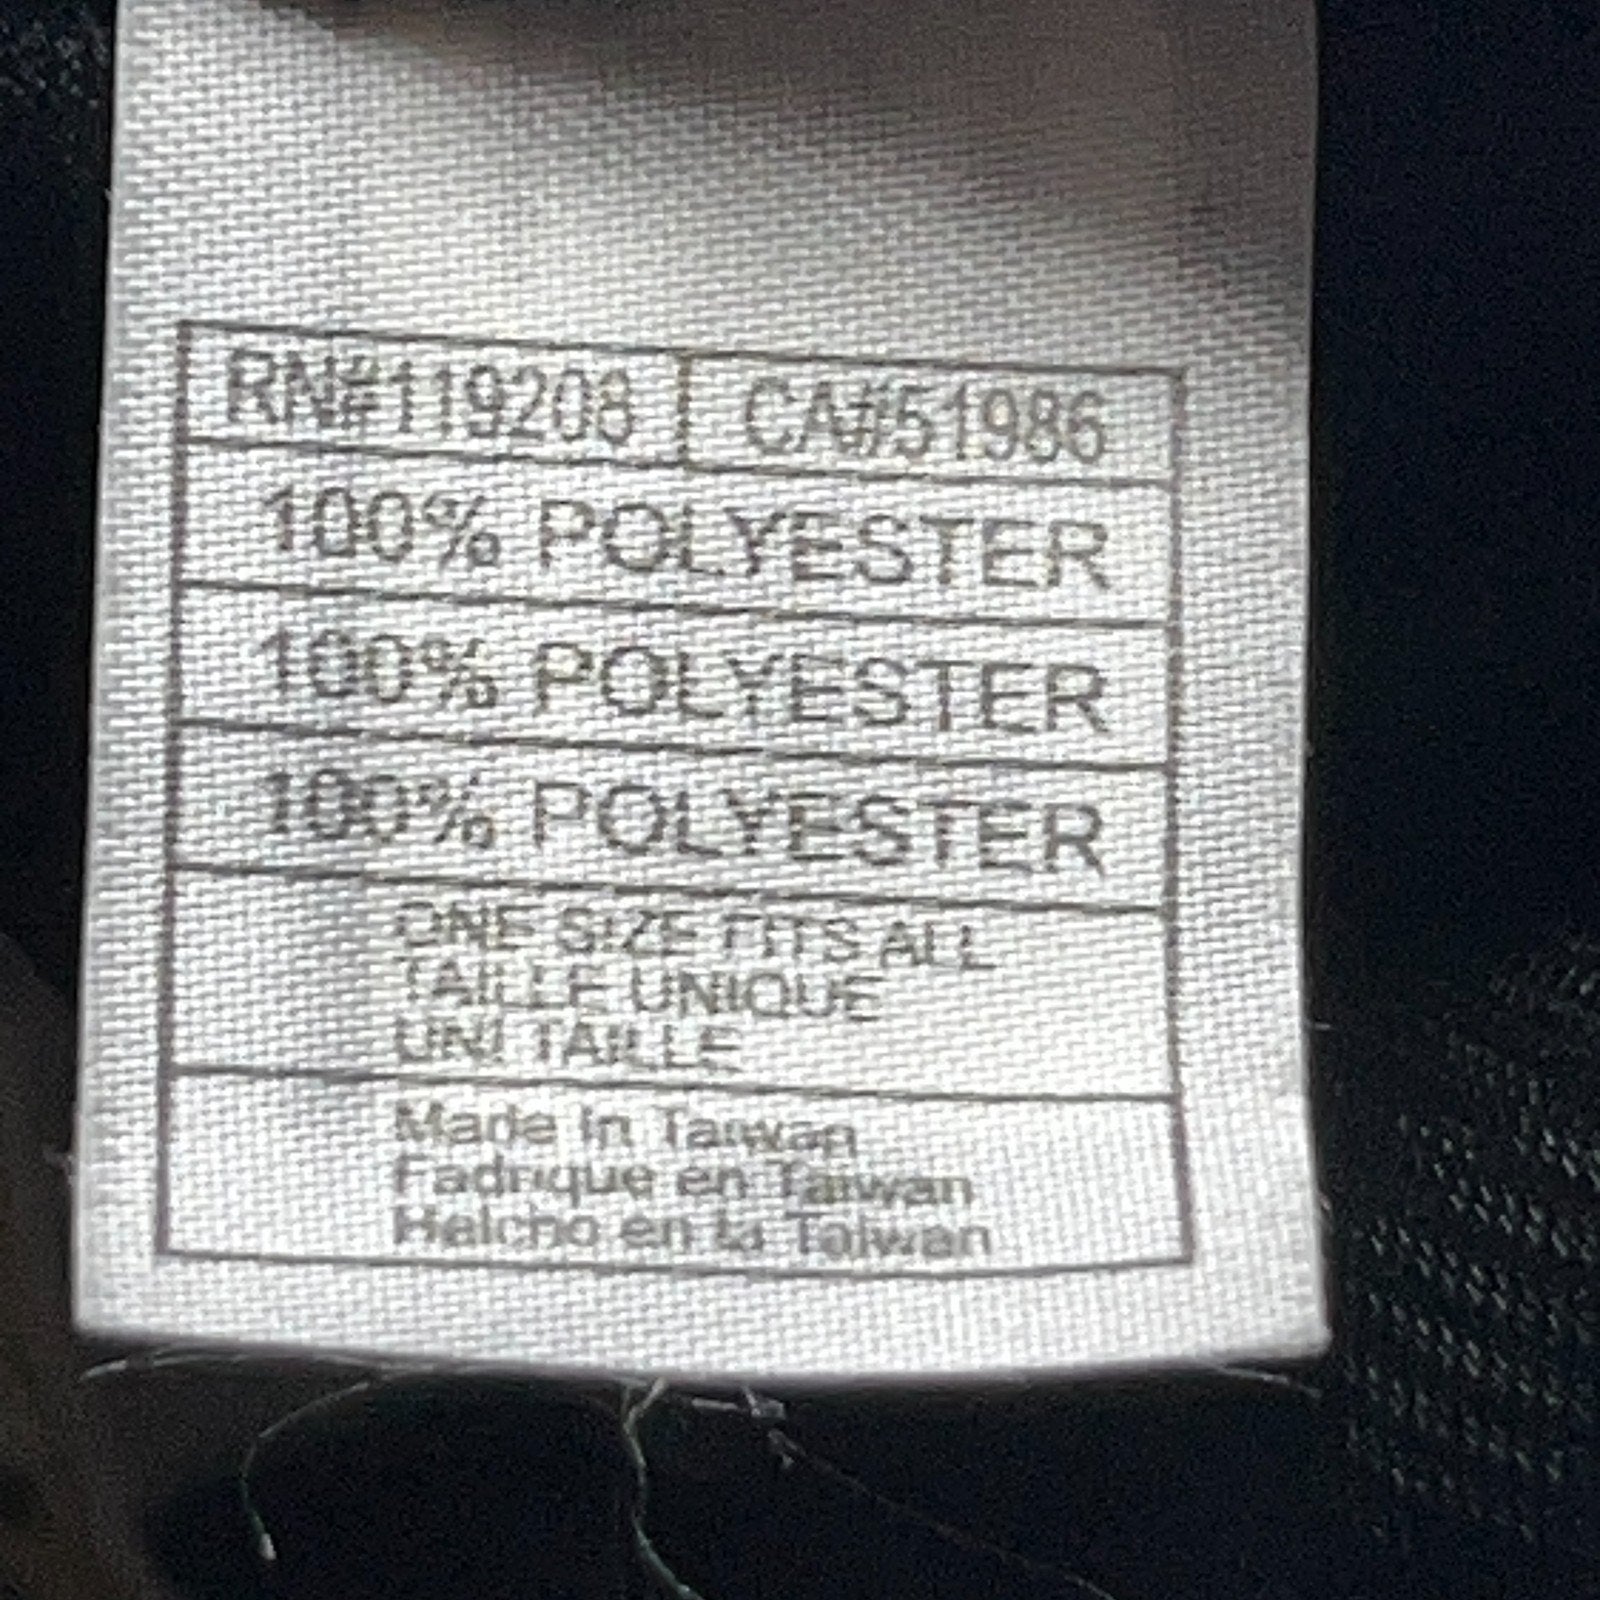 RN#119208 CA#51986
100% POLYESTER
100% POLYESTER
100% POLYESTER
ONE SIZE FITS ALL
TAILLE UNIQUE
UNI TAILLE
Made in Taiwan
Fadrique en Taiwan
Helcho en la Taiwan